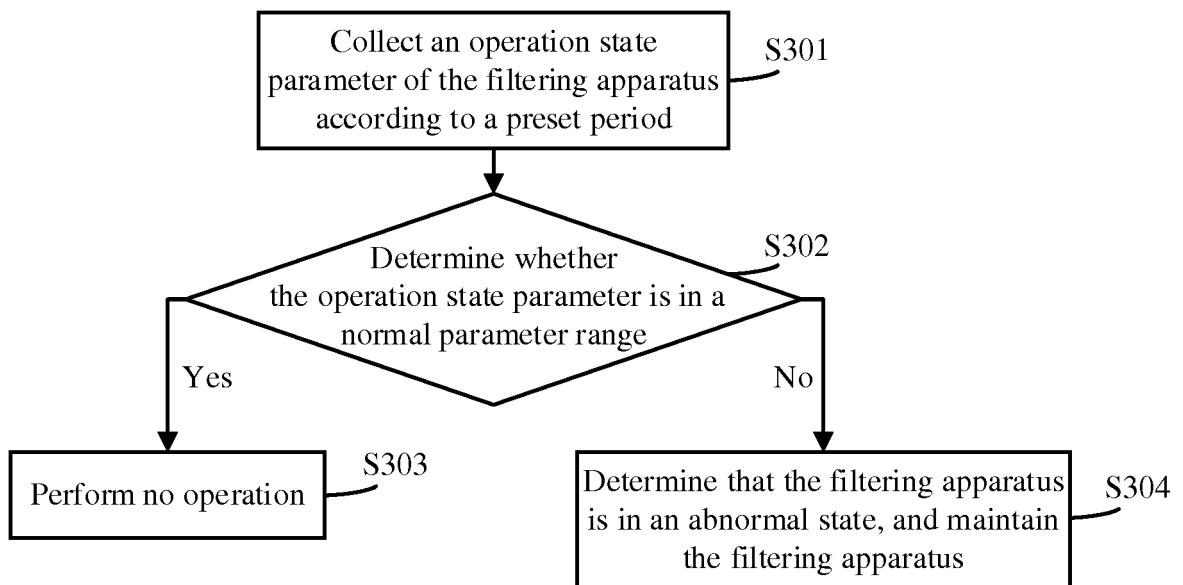 Collect an operation state
parameter of the filtering apparatus
according to a preset period
S301
Determine whether
the operation state parameter is in a
normal parameter range
S302
Yes
No
Perform no operation
S303
Determine that the filtering apparatus
is in an abnormal state, and maintain
the filtering apparatus
S304